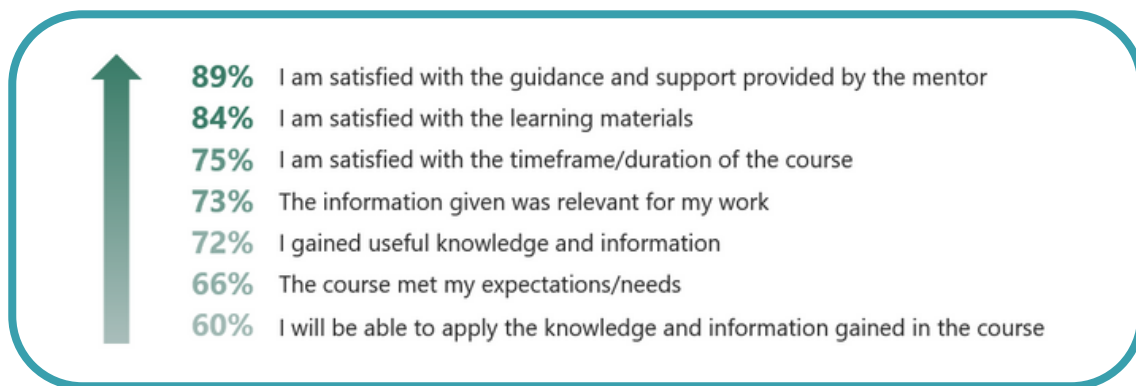 89% I am satisfied with the guidance and support provided by the mentor
84% I am satisfied with the learning materials
75% I am satisfied with the timeframe/duration of the course
73% The information given was relevant for my work
72% I gained useful knowledge and information
66% The course met my expectations/needs
60% I will be able to apply the knowledge and information gained in the course